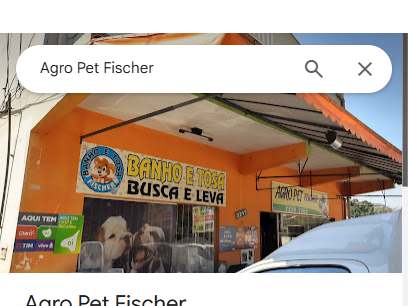 Agro Pet Fischer
BANHO E TOSA
FISCHER
BANHO E TOSA
BUSCA E LEVA
AGRO PET
AQUI TEM
Claro
TIM
vivo
oi
Agro Pet Fischer